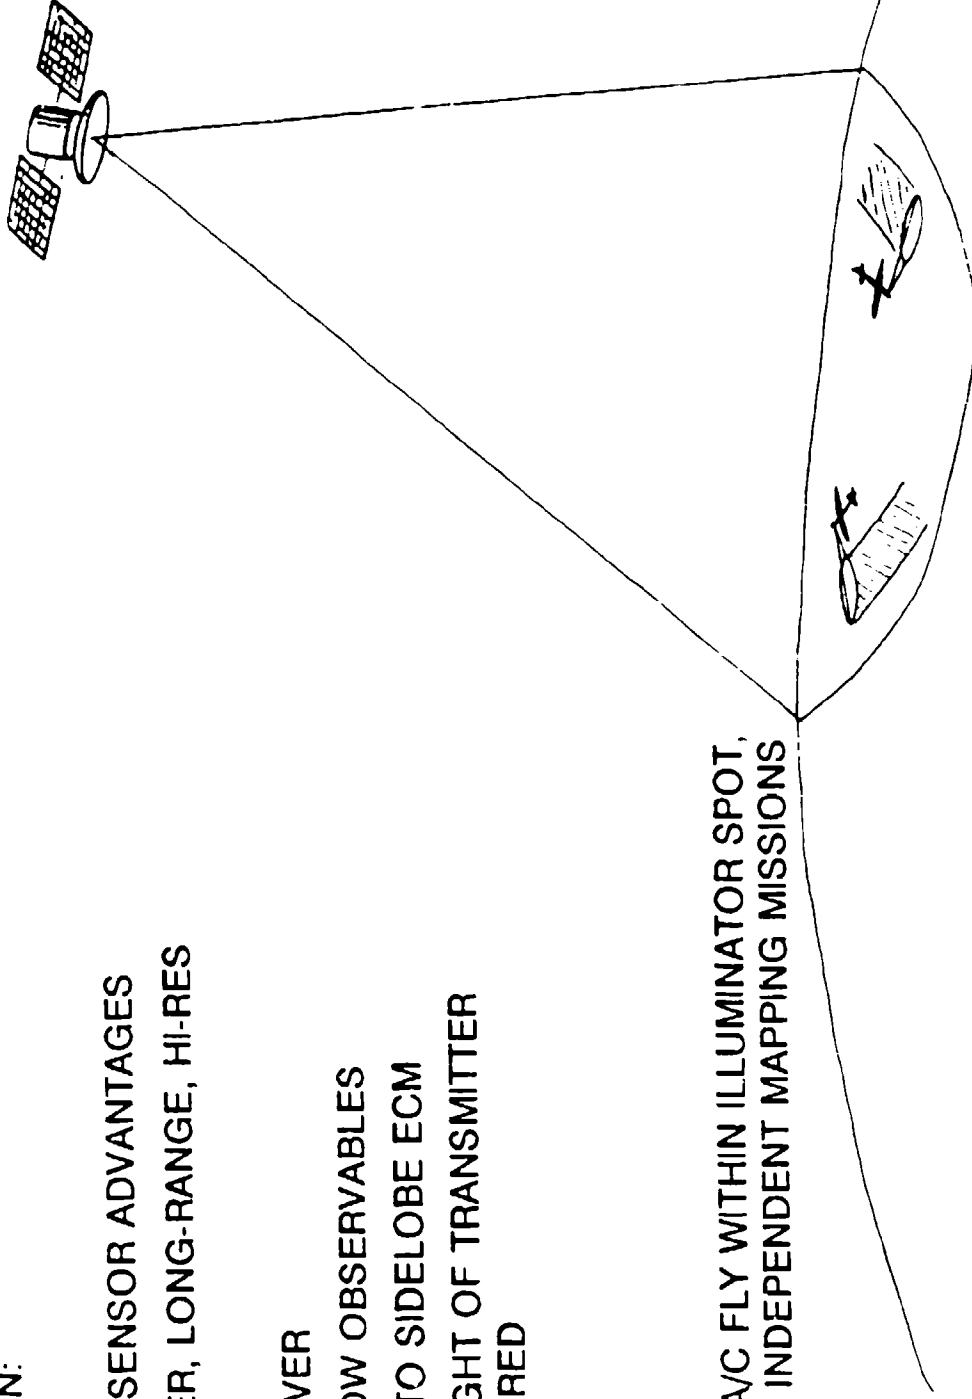 N:
SENSOR ADVANTAGES
ER, LONG-RANGE, HI-RES
VER
OW OBSERVABLES
TO SIDELOBE ECM
GHT OF TRANSMITTER
RED
A/C FLY WITHIN ILLUMINATOR SPOT,
INDEPENDENT MAPPING MISSIONS